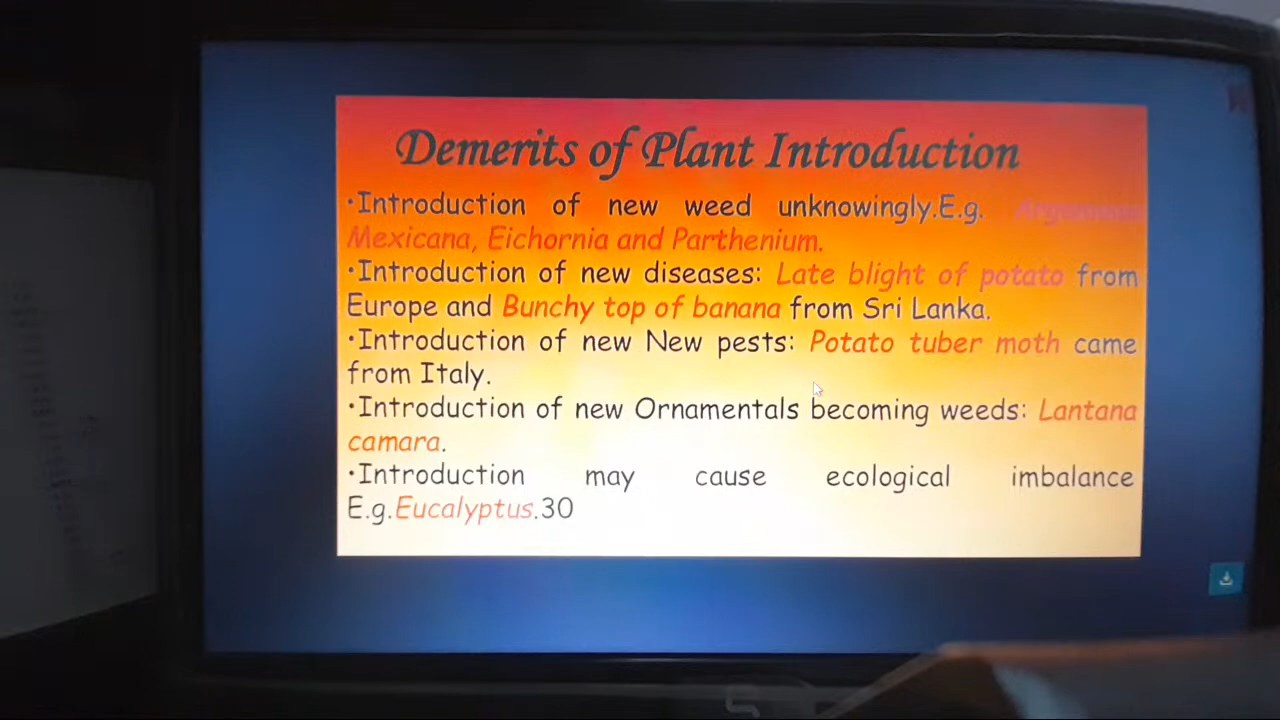 Demerits of Plant Introduction
•Introduction of new weed unknowingly.E.g.
Mexicana, Eichornia and Parthenium.
•Introduction of new diseases: Late blight of potato from
Europe and Bunchy top of banana from Sri Lanka.
•Introduction of new New pests: Potato tuber moth came
from Italy.
•Introduction of new Ornamentals becoming weeds: Lantana
camara.
•Introduction may cause ecological imbalance
E.g.Eucalyptus.30